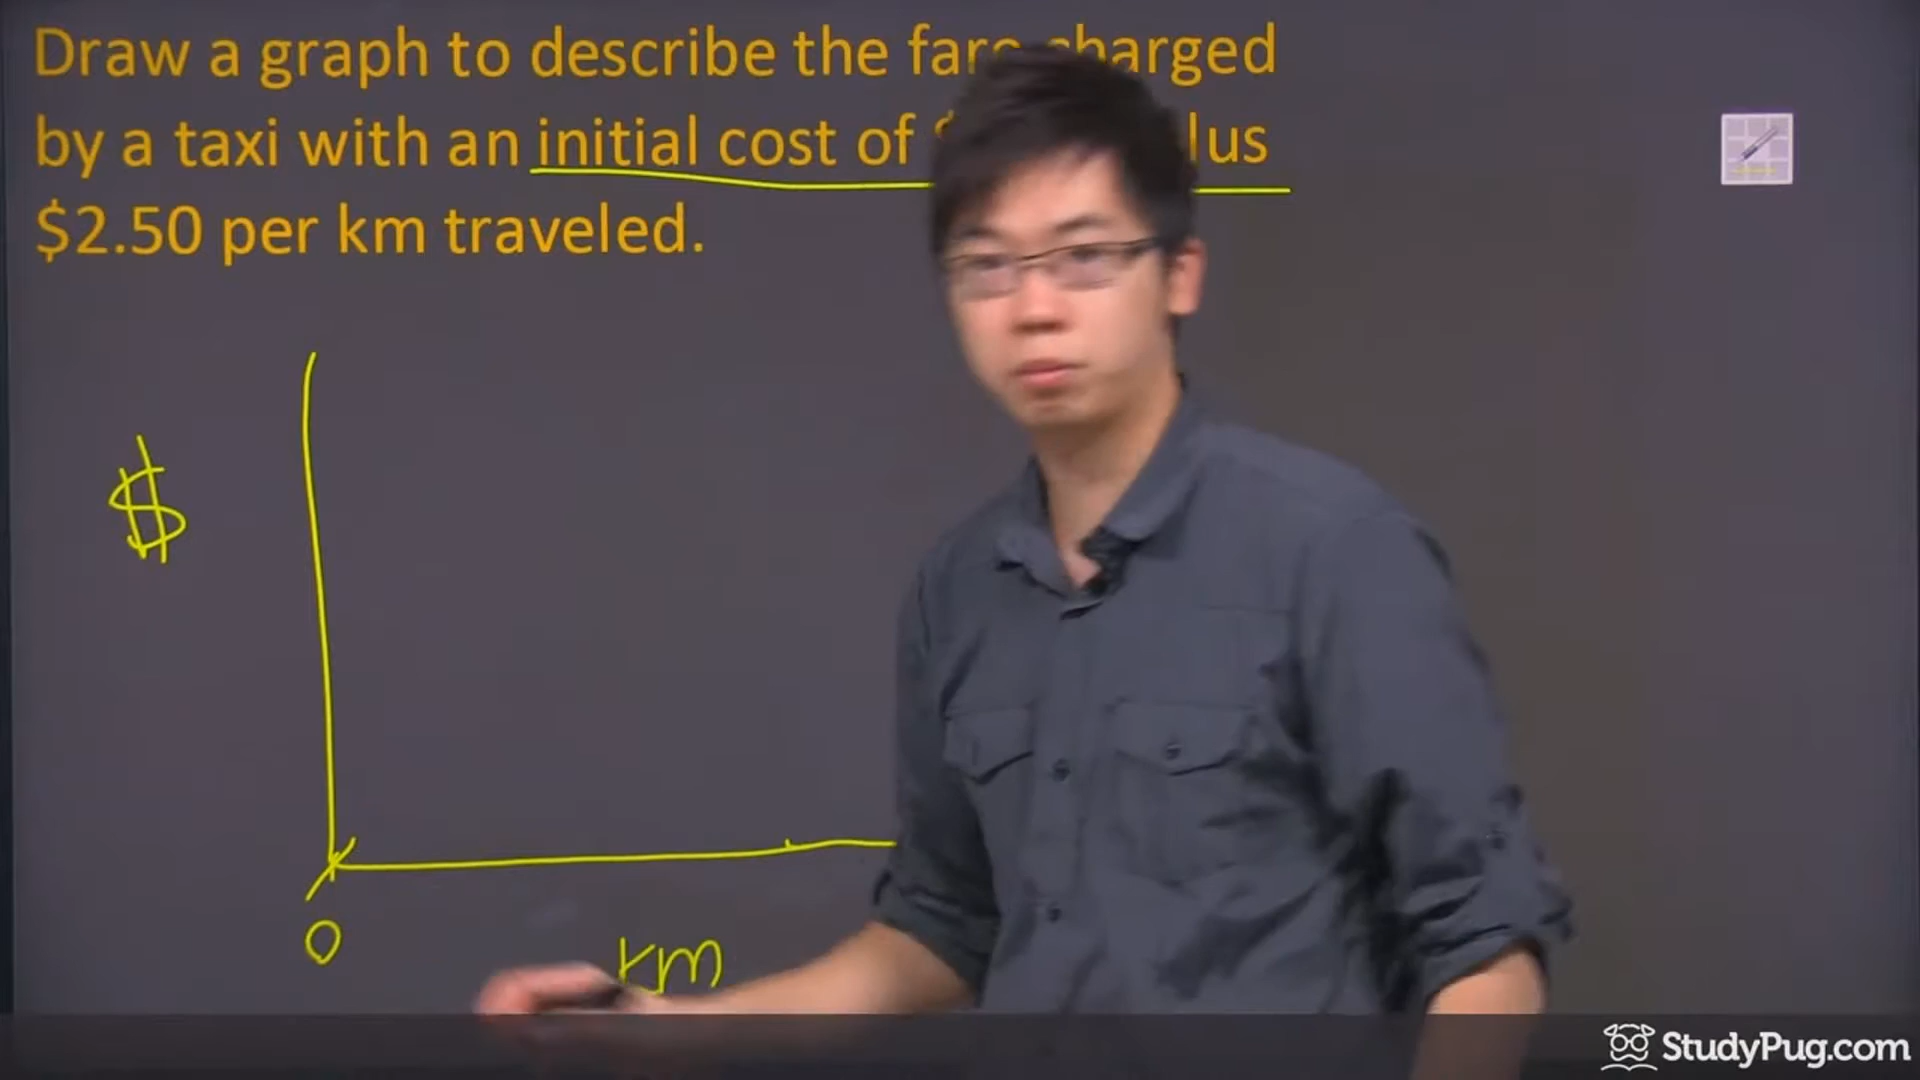 Draw a graph to describe the fare charged
by a taxi with an initial cost of plus
$2.50 per km traveled.
$
0
km
StudyPug.com